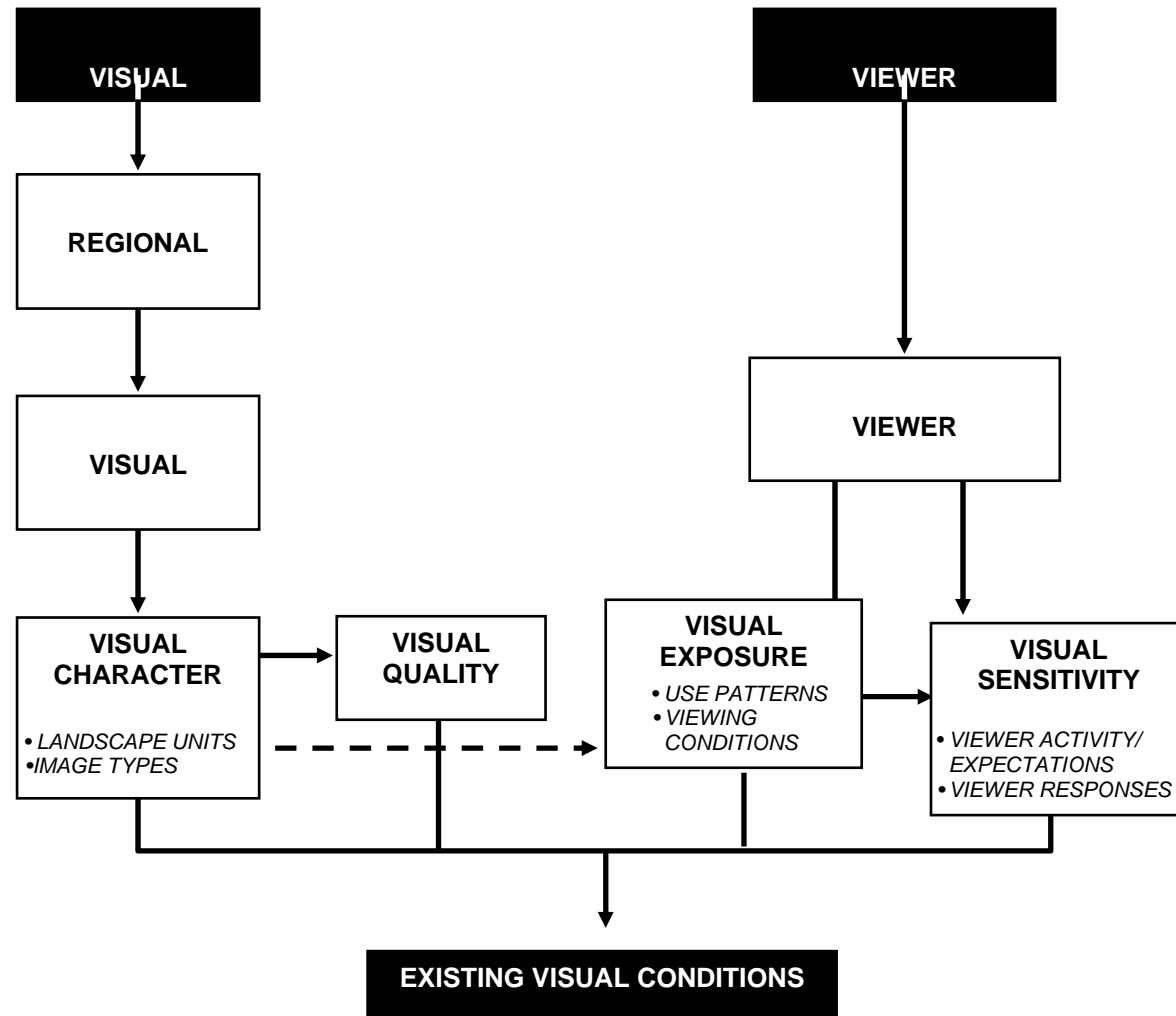 VISUAL
VIEWER
REGIONAL
VISUAL
VIEWER
VISUAL
CHARACTER
• LANDSCAPE UNITS
•IMAGE TYPES
VISUAL
QUALITY
VISUAL
EXPOSURE
• USE PATTERNS
• VIEWING
CONDITIONS
VISUAL
SENSITIVITY
• VIEWER ACTIVITY/
EXPECTATIONS
• VIEWER RESPONSES
EXISTING VISUAL CONDITIONS